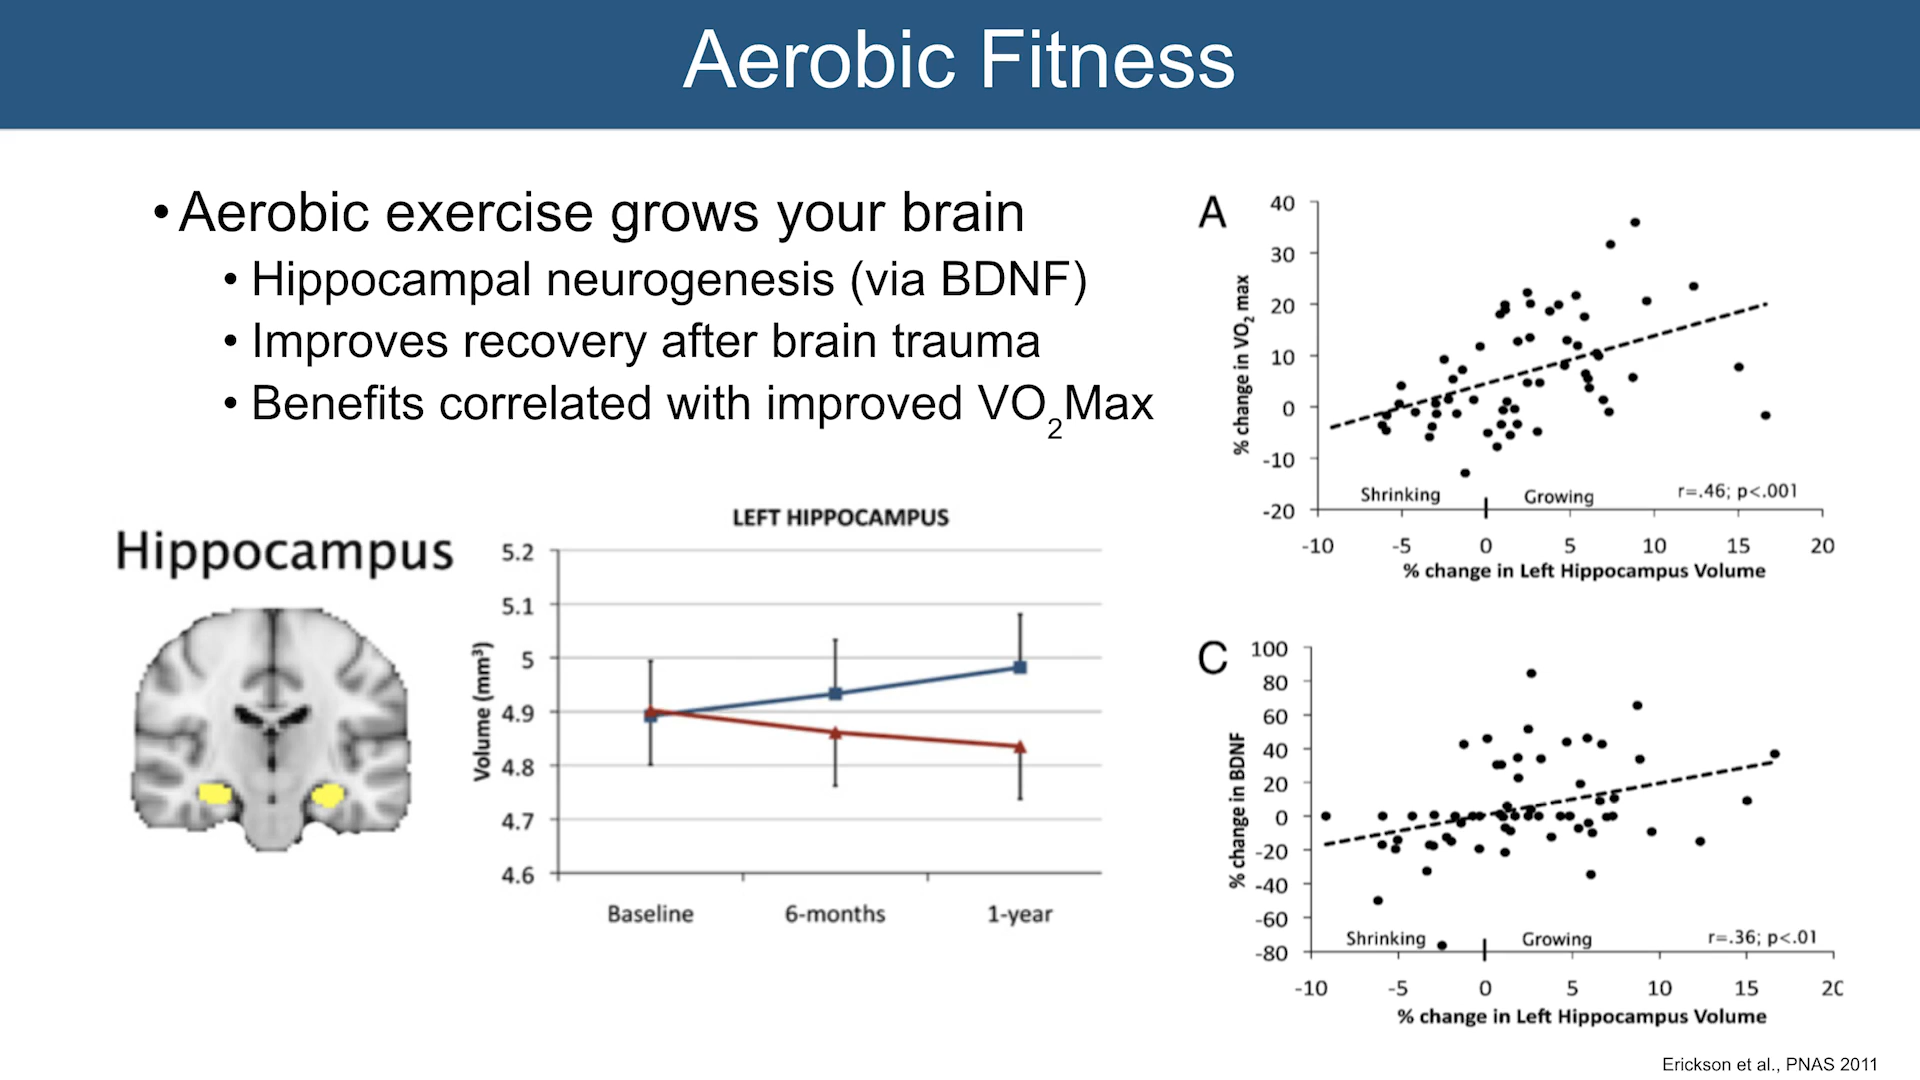 Aerobic Fitness
• Aerobic exercise grows your brain
• Hippocampal neurogenesis (via BDNF)
• Improves recovery after brain trauma
• Benefits correlated with improved VO2Max
Hippocampus
LEFT HIPPOCAMPUS
Volume (mm³)
5.2
5.1
5
4.9
4.8
4.7
4.6
Baseline 6-months 1-year
A
% change in VO2 max
40
30
20
10
0
-10
-20
Shrinking Growing r=.46; p<.001
-10 -5 0 5 10 15 20
% change in Left Hippocampus Volume
C
% change in BDNF
100
80
60
40
20
0
-20
-40
-60
-80
Shrinking Growing r=.36; p<.01
-10 -5 0 5 10 15 20
% change in Left Hippocampus Volume
Erickson et al., PNAS 2011